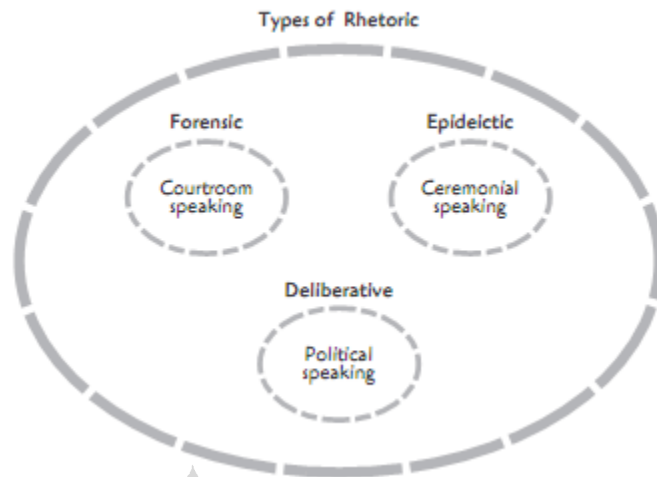 Types of Rhetoric
Forensic
Courtroom
speaking
Epideictic
Ceremonial
speaking
Deliberative
Political
speaking